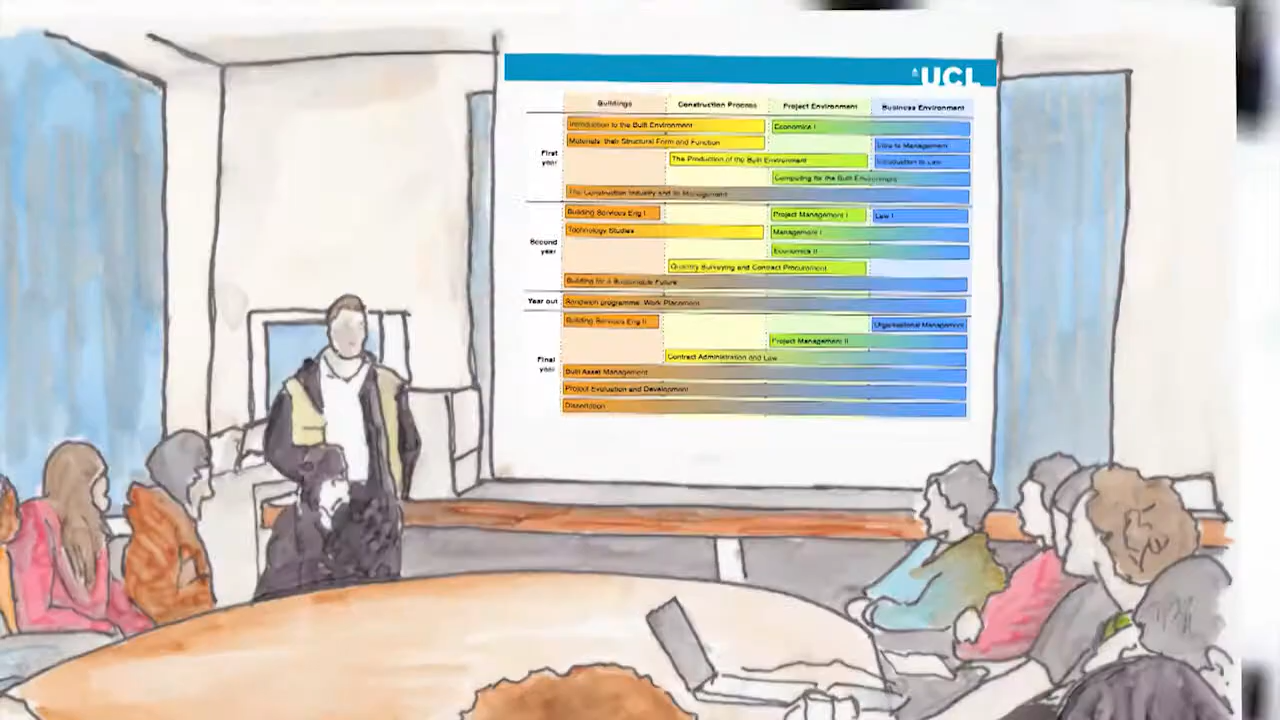 UCL
Buildings
Construction Process
Project Environment
Business Environment
First year
Introduction to the Built Environment
Economics I
Materials: their Structural Form and Function
Intro to Management
The Production of the Built Environment
Introduction to Law
Computing for the Built Environment
The Construction Industry and its Management
Second year
Building Services Eng I
Project Management I
Law I
Technology Studies
Management I
Economics II
Quantity Surveying and Contract Procurement
Building for a Sustainable Future
Year out
Sandwich programme: Work Placement
Final year
Building Services Eng II
Organisational Management
Project Management II
Contract Administration and Law
Built Asset Management
Project Evaluation and Development
Dissertation